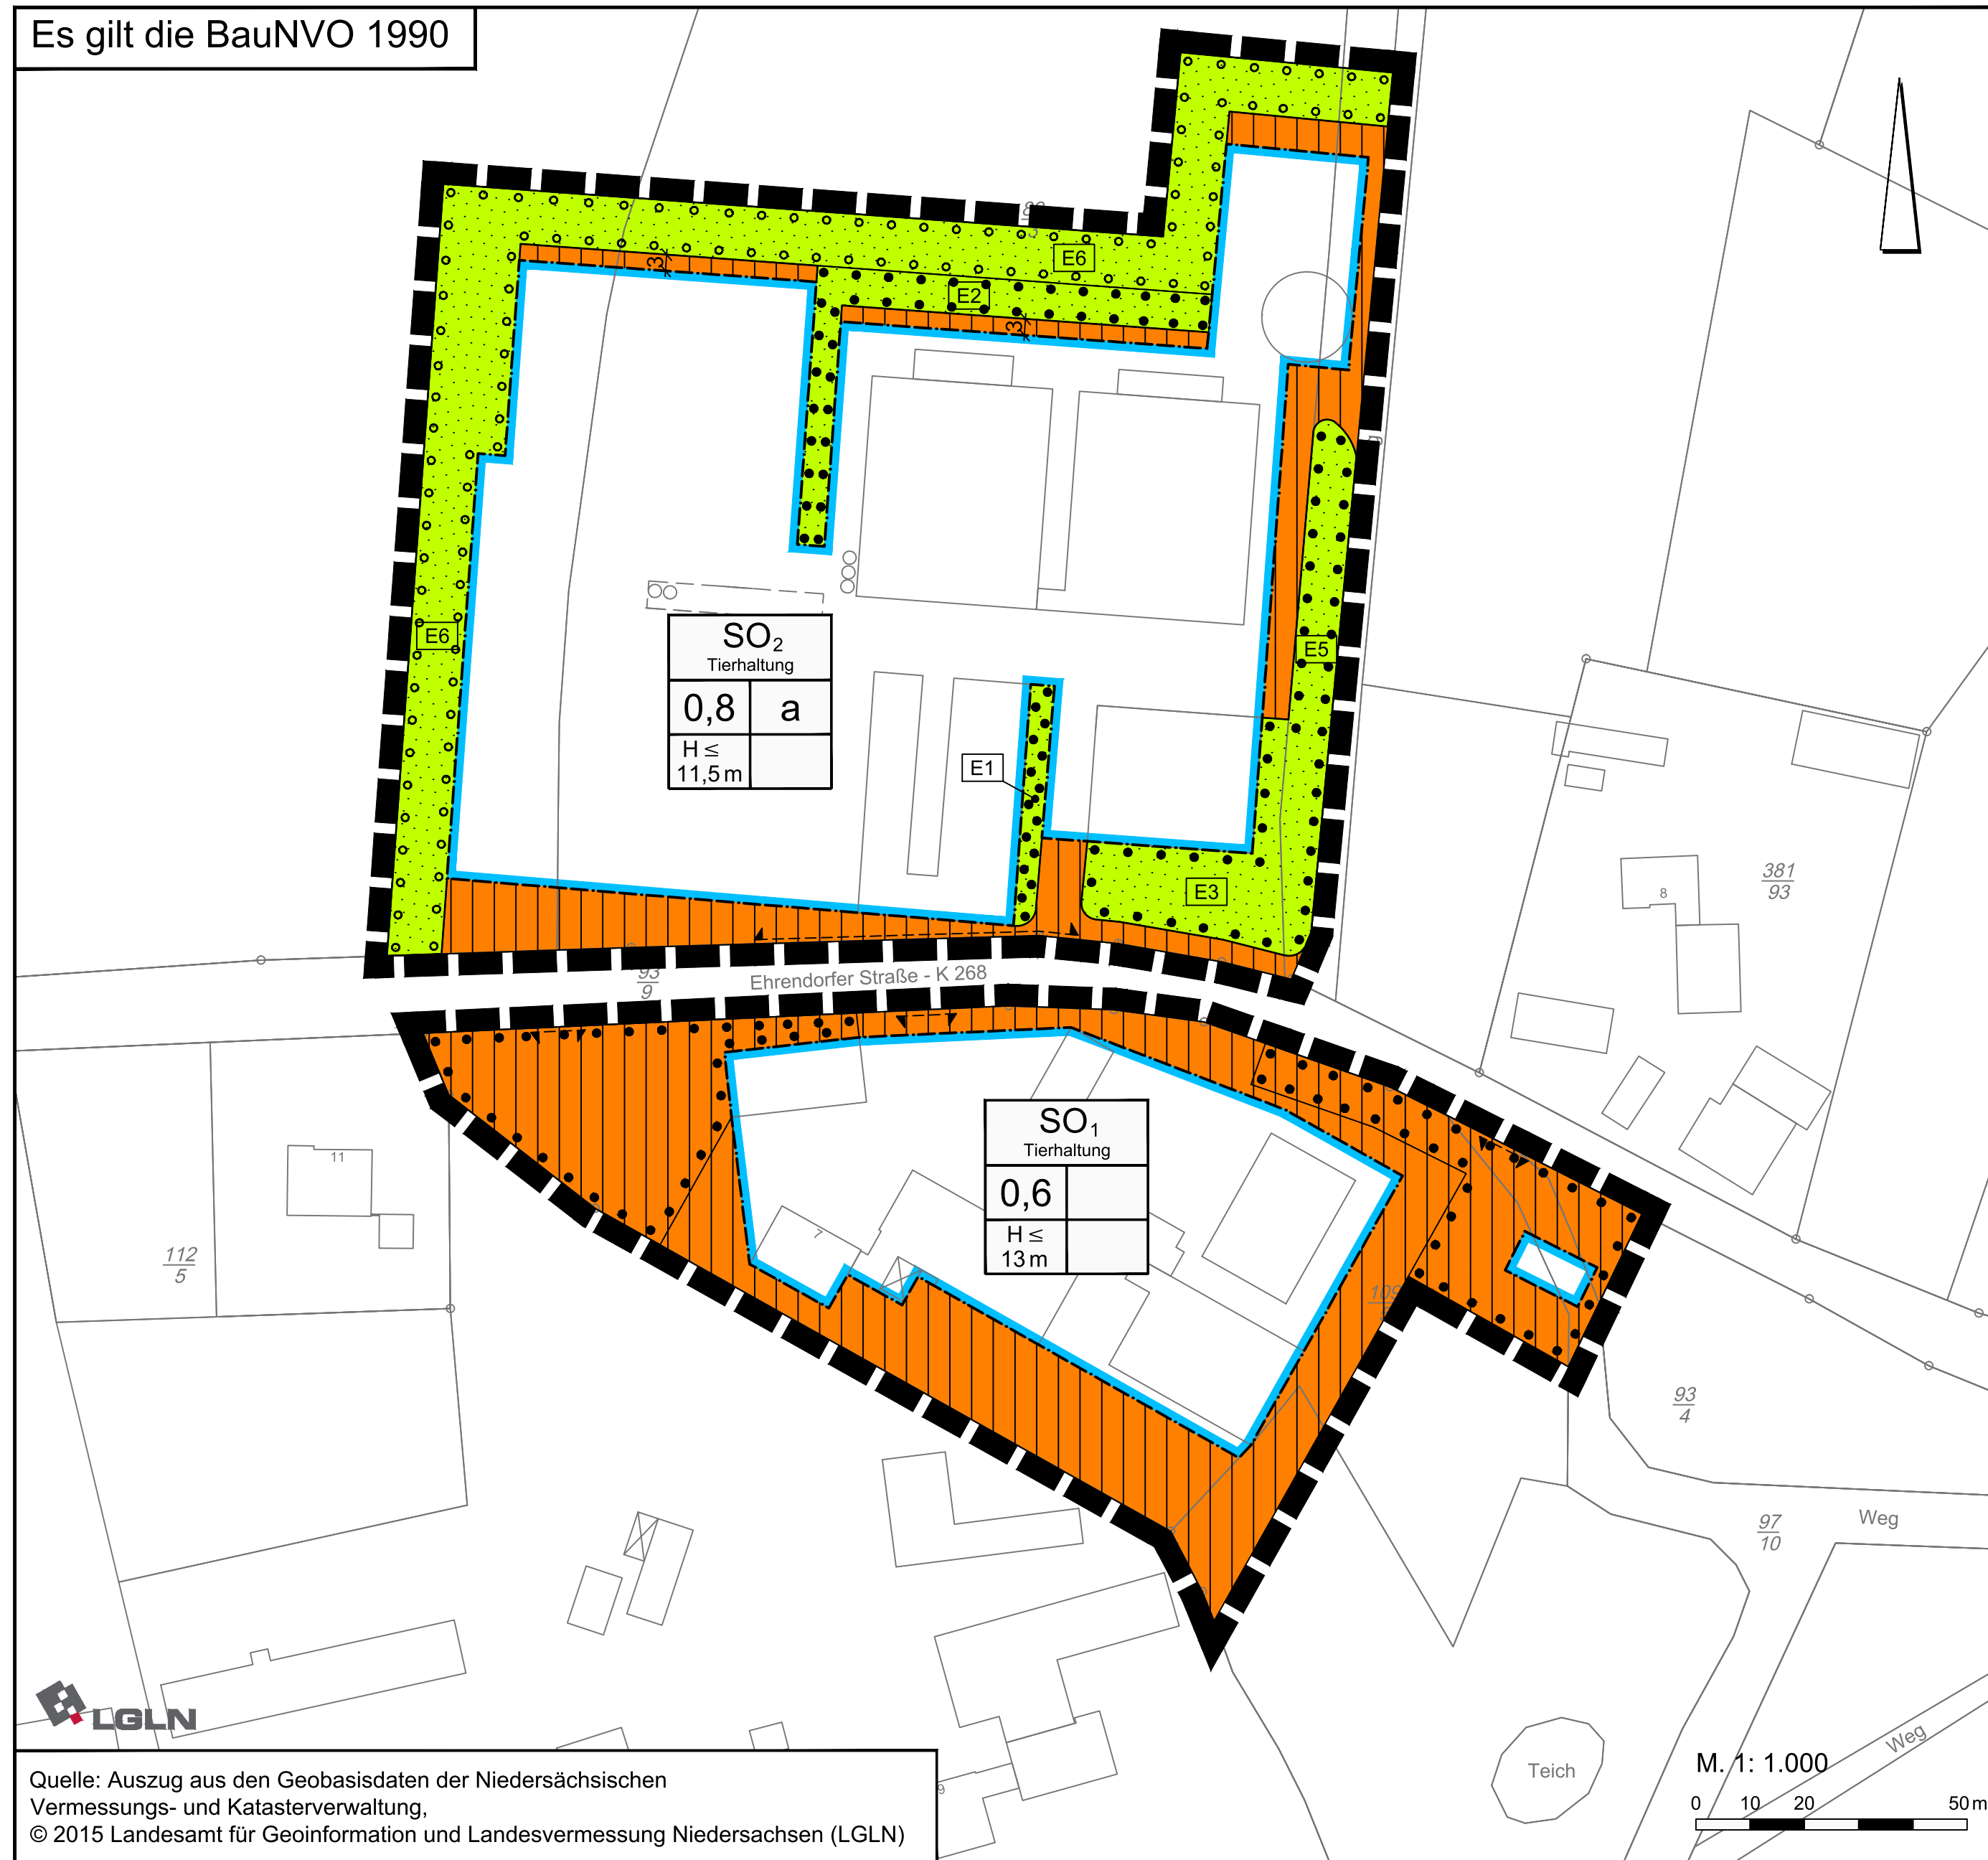 Es gilt die BauNVO 1990
E6
3
E2
3
E6
E5
SO₂
Tierhaltung
0,8 a
H ≤
11,5 m
E1
E3
8
381
93
93
9
Ehrendorfer Straße - K 268
11
112
5
SO₁
Tierhaltung
0,6
H ≤
13 m
7
93
4
97
10
Weg
Weg
Teich
LGLN
M. 1: 1.000
0 10 20 50 m
9
Quelle: Auszug aus den Geobasisdaten der Niedersächsischen
Vermessungs- und Katasterverwaltung,
© 2015 Landesamt für Geoinformation und Landesvermessung Niedersachsen (LGLN)